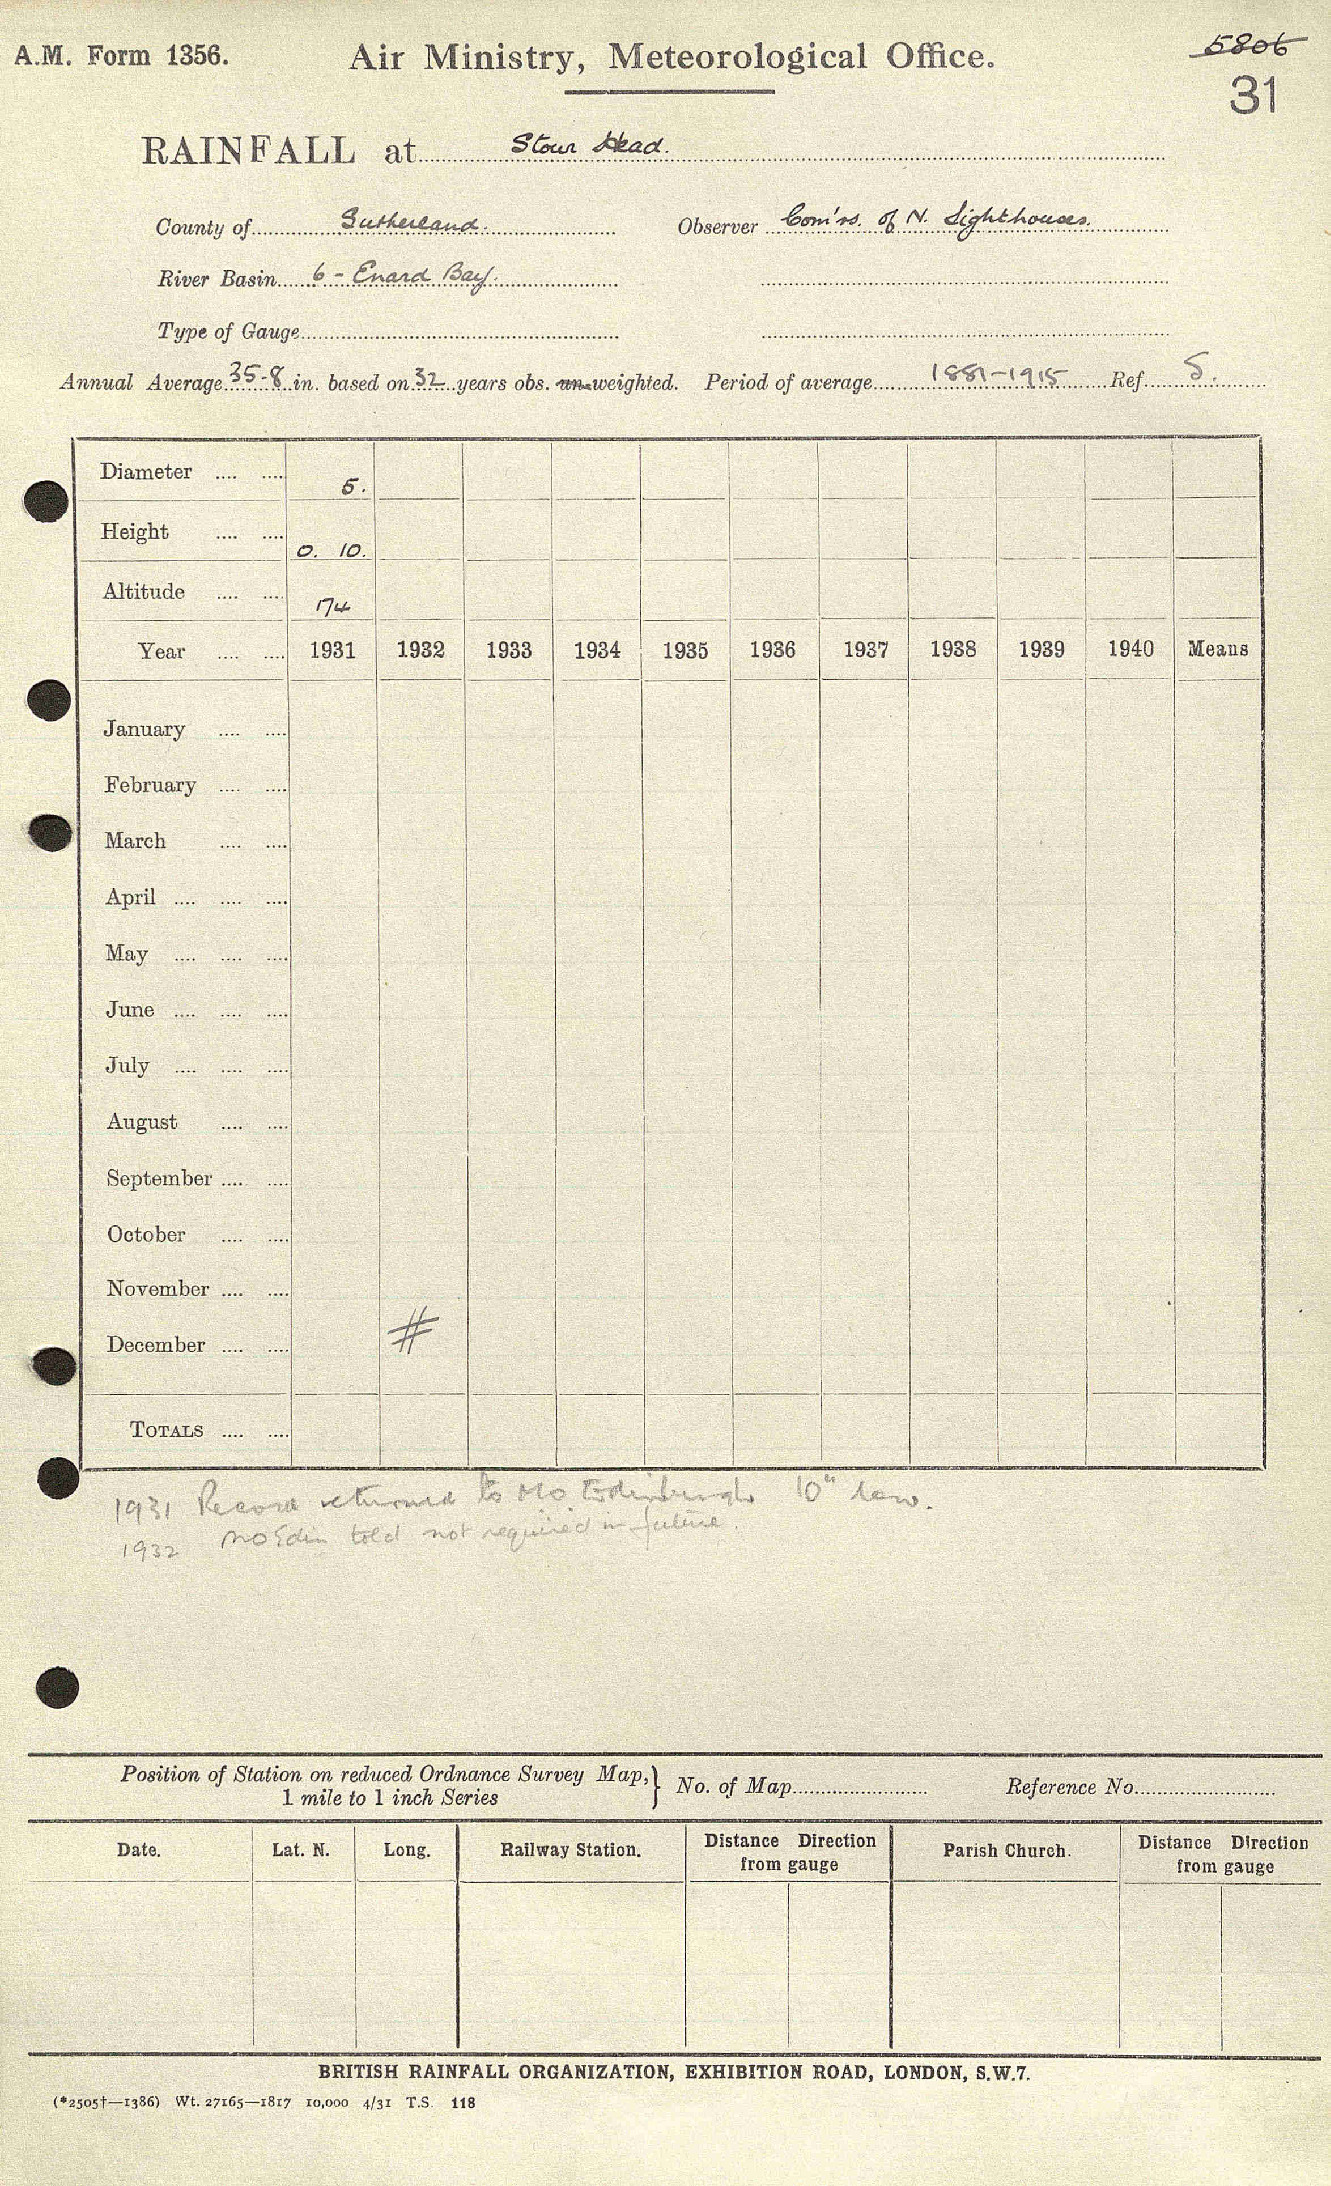 A.M. Form 1356. Air Ministry, Meteorological Office. 5806
31
RAINFALL at Stour Head.
County of Sutherland. Observer Com'rs. of N. Lighthouses.
River Basin 6 - Enard Bay.
Type of Gauge
Annual Average 35.8 in. based on 32 years obs. un-weighted. Period of average 1881-1915 Ref. S.
Diameter .... .... 5.
Height .... .... 0. 10.
Altitude .... .... 174
Year .... .... 1931 1932 1933 1934 1935 1936 1937 1938 1939 1940 Means
January .... ....
February .... ....
March .... ....
April .... .... ....
May .... .... ....
June .... .... ....
July .... .... ....
August .... ....
September .... ....
October .... ....
November .... ....
December .... .... #
TOTALS .... ....
1931 Record returned to MO Edinburgh 10" low.
1932 MO Edin told not required in future.
Position of Station on reduced Ordnance Survey Map,} No. of Map Reference No.
1 mile to 1 inch Series
Date. Lat. N. Long. Railway Station. Distance Direction from gauge Parish Church. Distance Direction from gauge
BRITISH RAINFALL ORGANIZATION, EXHIBITION ROAD, LONDON, S.W.7.
(*2505†—1386) Wt. 27165—1817 10,000 4/31 T.S. 118